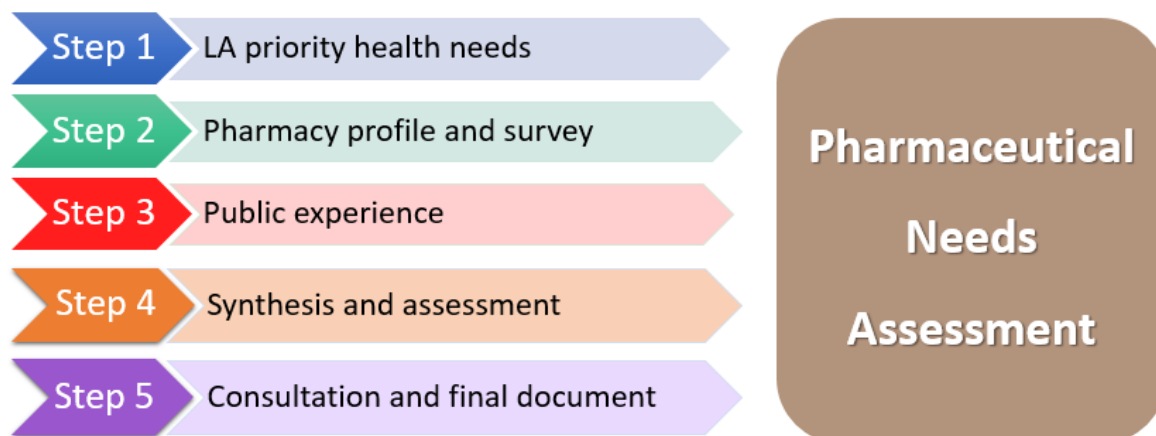 Step 1 LA priority health needs
Step 2 Pharmacy profile and survey
Step 3 Public experience
Step 4 Synthesis and assessment
Step 5 Consultation and final document
Pharmaceutical
Needs
Assessment